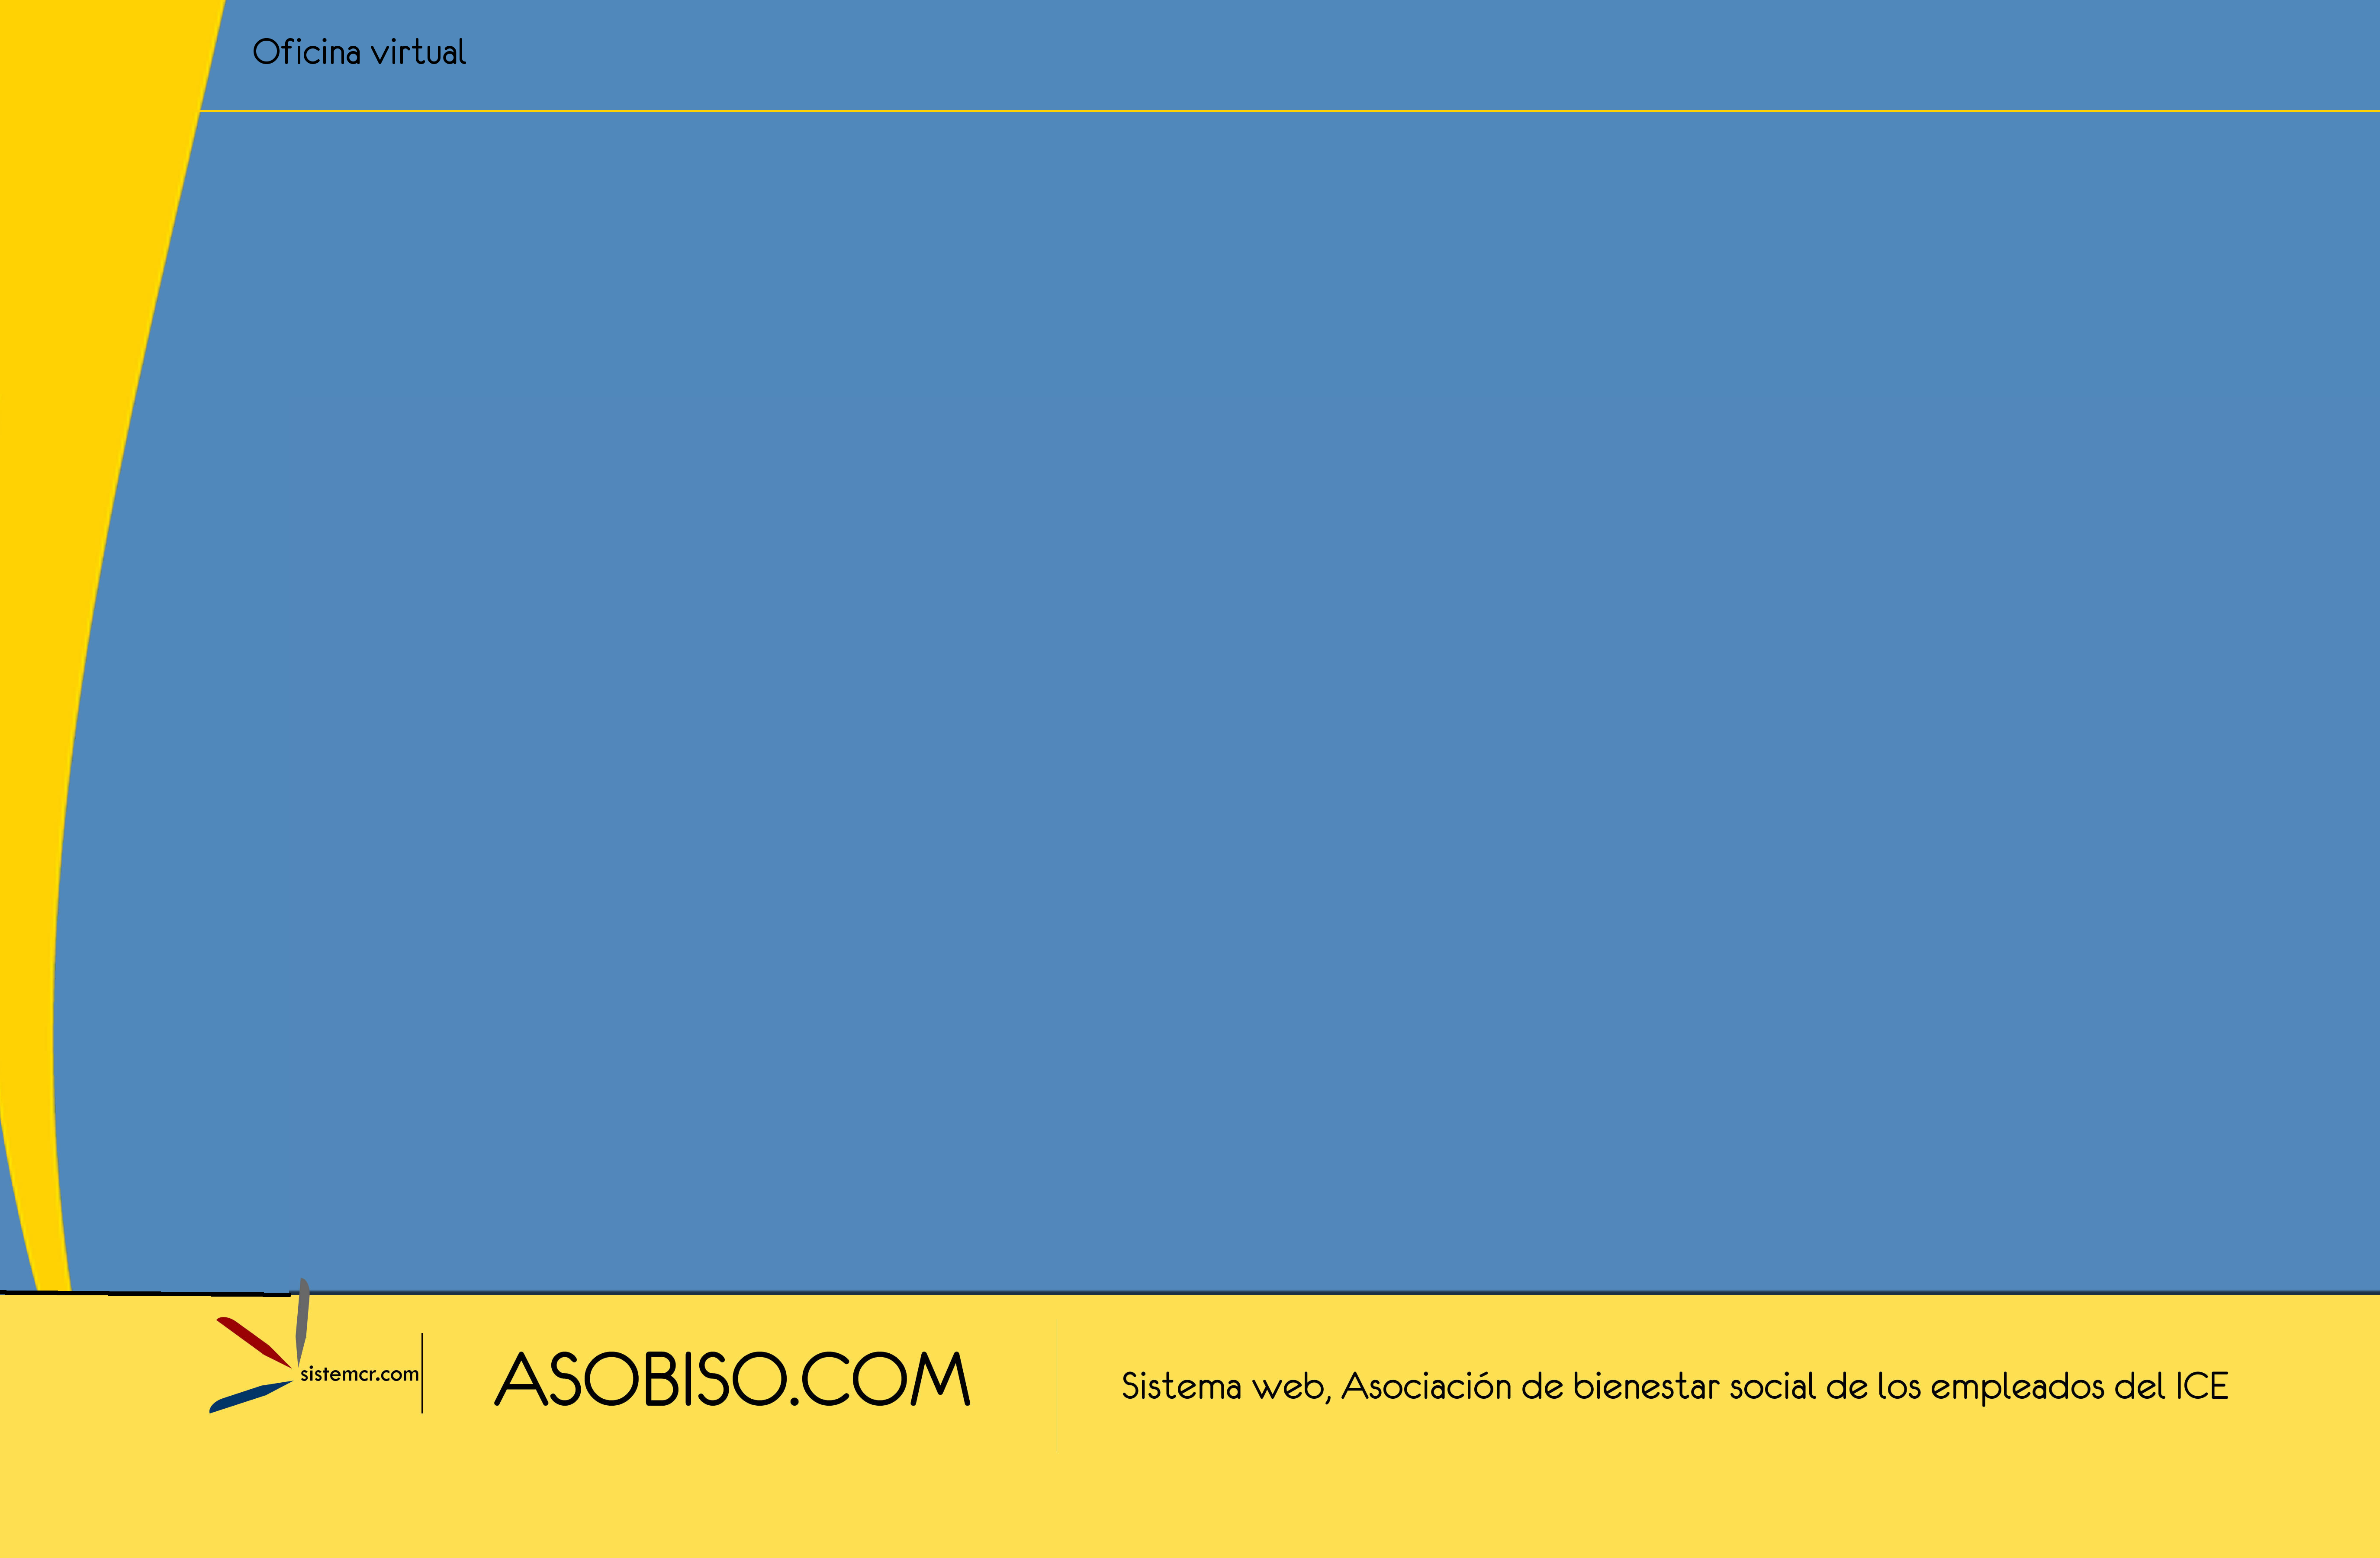 Oficina virtual
sistemcr.com
ASOBISO.COM
Sistema web, Asociación de bienestar social de los empleados del ICE